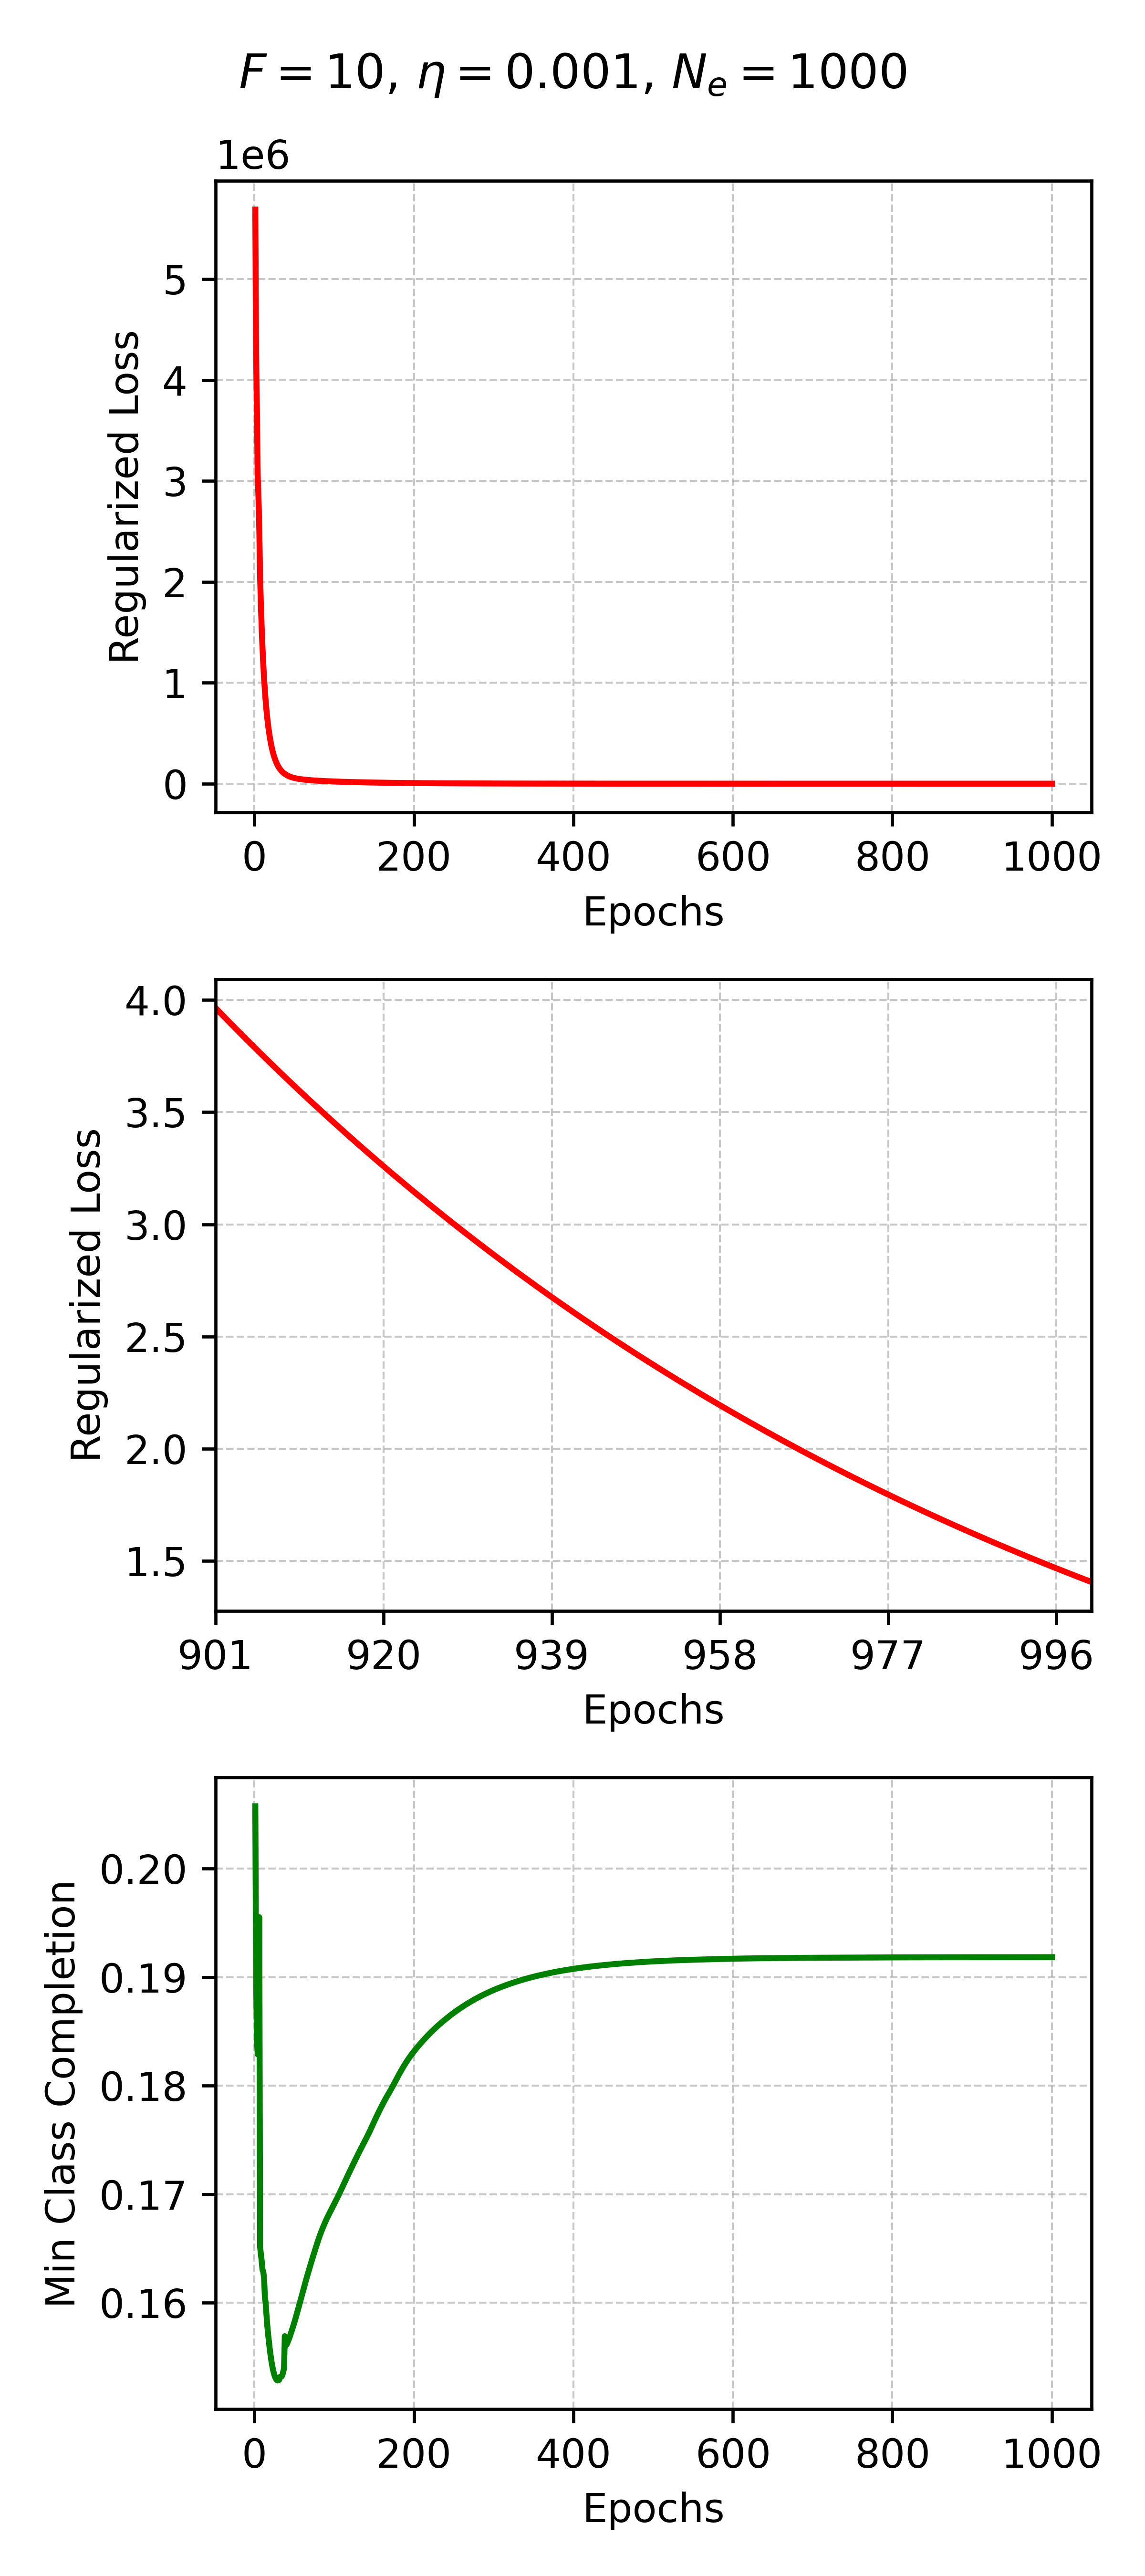 F = 10, η = 0.001, Nₑ = 1000
1e6
5
4
3
2
1
0
Regularized Loss
0 200 400 600 800 1000
Epochs
4.0
3.5
3.0
2.5
2.0
1.5
Regularized Loss
901 920 939 958 977 996
Epochs
0.20
0.19
0.18
0.17
0.16
Min Class Completion
0 200 400 600 800 1000
Epochs